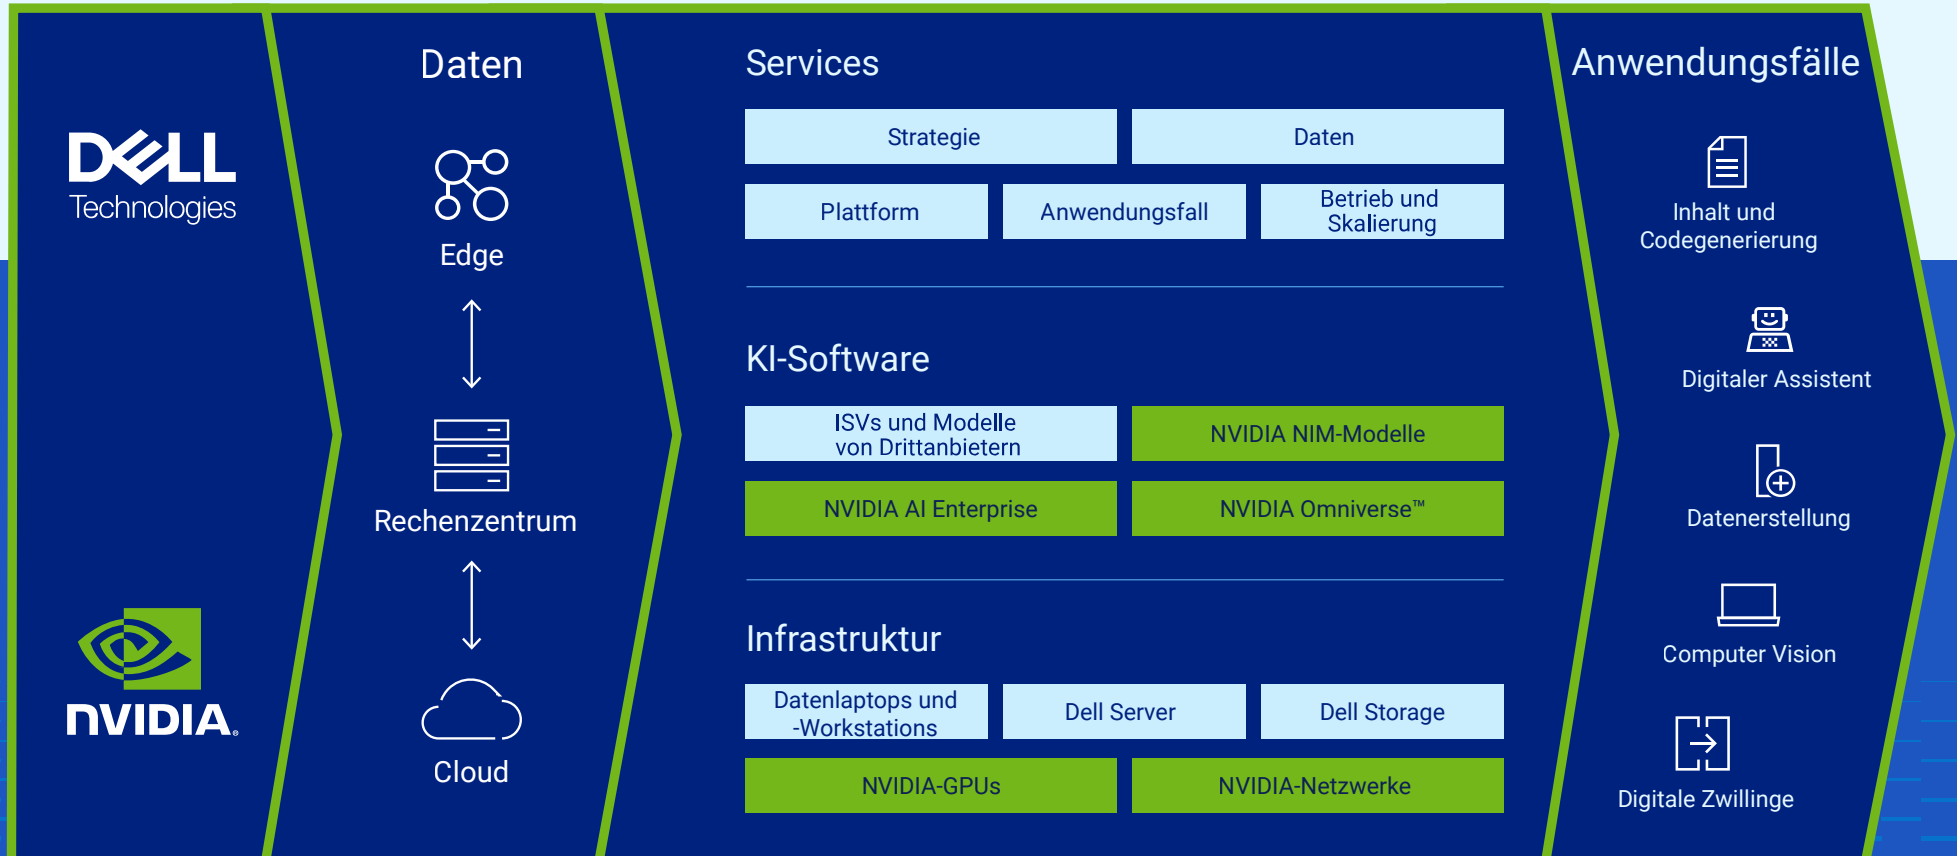 DELL
Technologies
NVIDIA.
Daten
Edge
Rechenzentrum
Cloud
Services
Strategie
Daten
Plattform
Anwendungsfall
Betrieb und
Skalierung
KI-Software
ISVs und Modelle
von Drittanbietern
NVIDIA NIM-Modelle
NVIDIA AI Enterprise
NVIDIA Omniverse™
Infrastruktur
Datenlaptops und
-Workstations
Dell Server
Dell Storage
NVIDIA-GPUs
NVIDIA-Netzwerke
Anwendungsfälle
Inhalt und
Codegenerierung
Digitaler Assistent
Datenerstellung
Computer Vision
Digitale Zwillinge